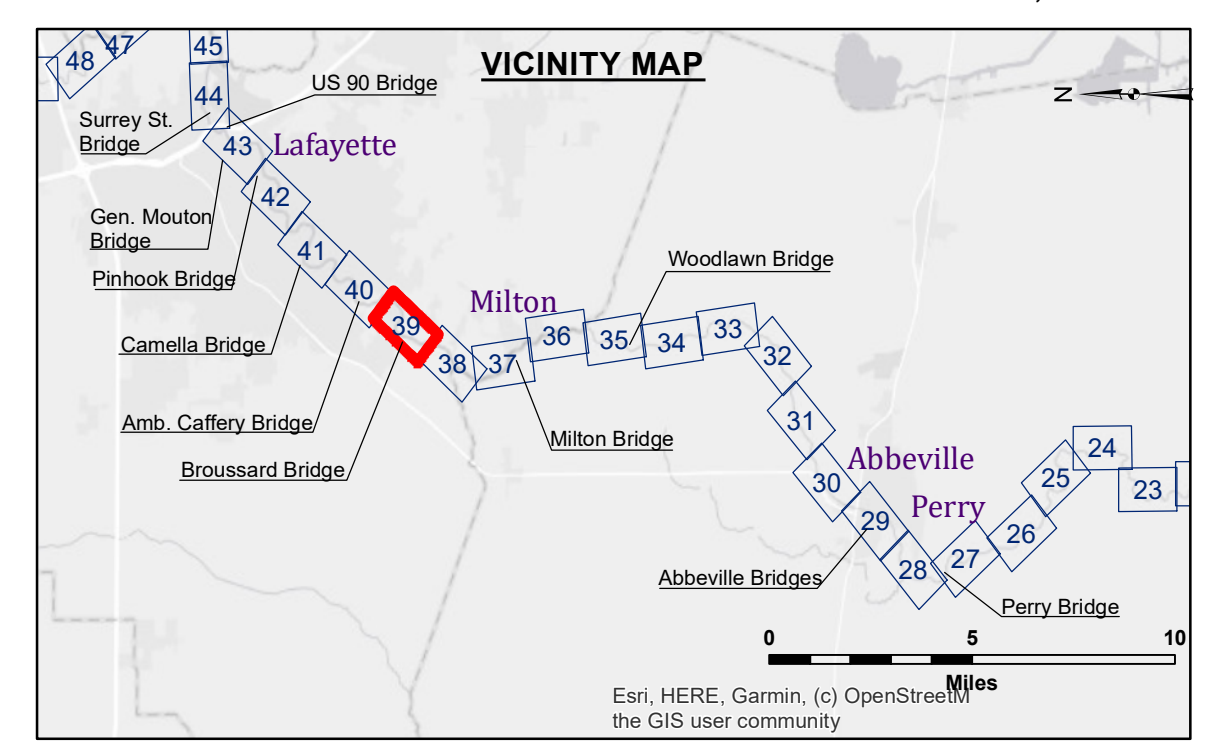 VICINITY MAP
48
47
45
44
US 90 Bridge
Surrey St.
Bridge
N
43
Lafayette
42
Gen. Mouton
Bridge
41
Pinhook Bridge
Woodlawn Bridge
40
Milton
39
36
35
34
33
Camella Bridge
38
37
32
Amb. Caffery Bridge
31
Milton Bridge
24
Abbeville
Broussard Bridge
30
25
23
Perry
29
26
28
27
Abbeville Bridges
Perry Bridge
0
5
10
Miles
Esri, HERE, Garmin, (c) OpenStreetM
the GIS user community